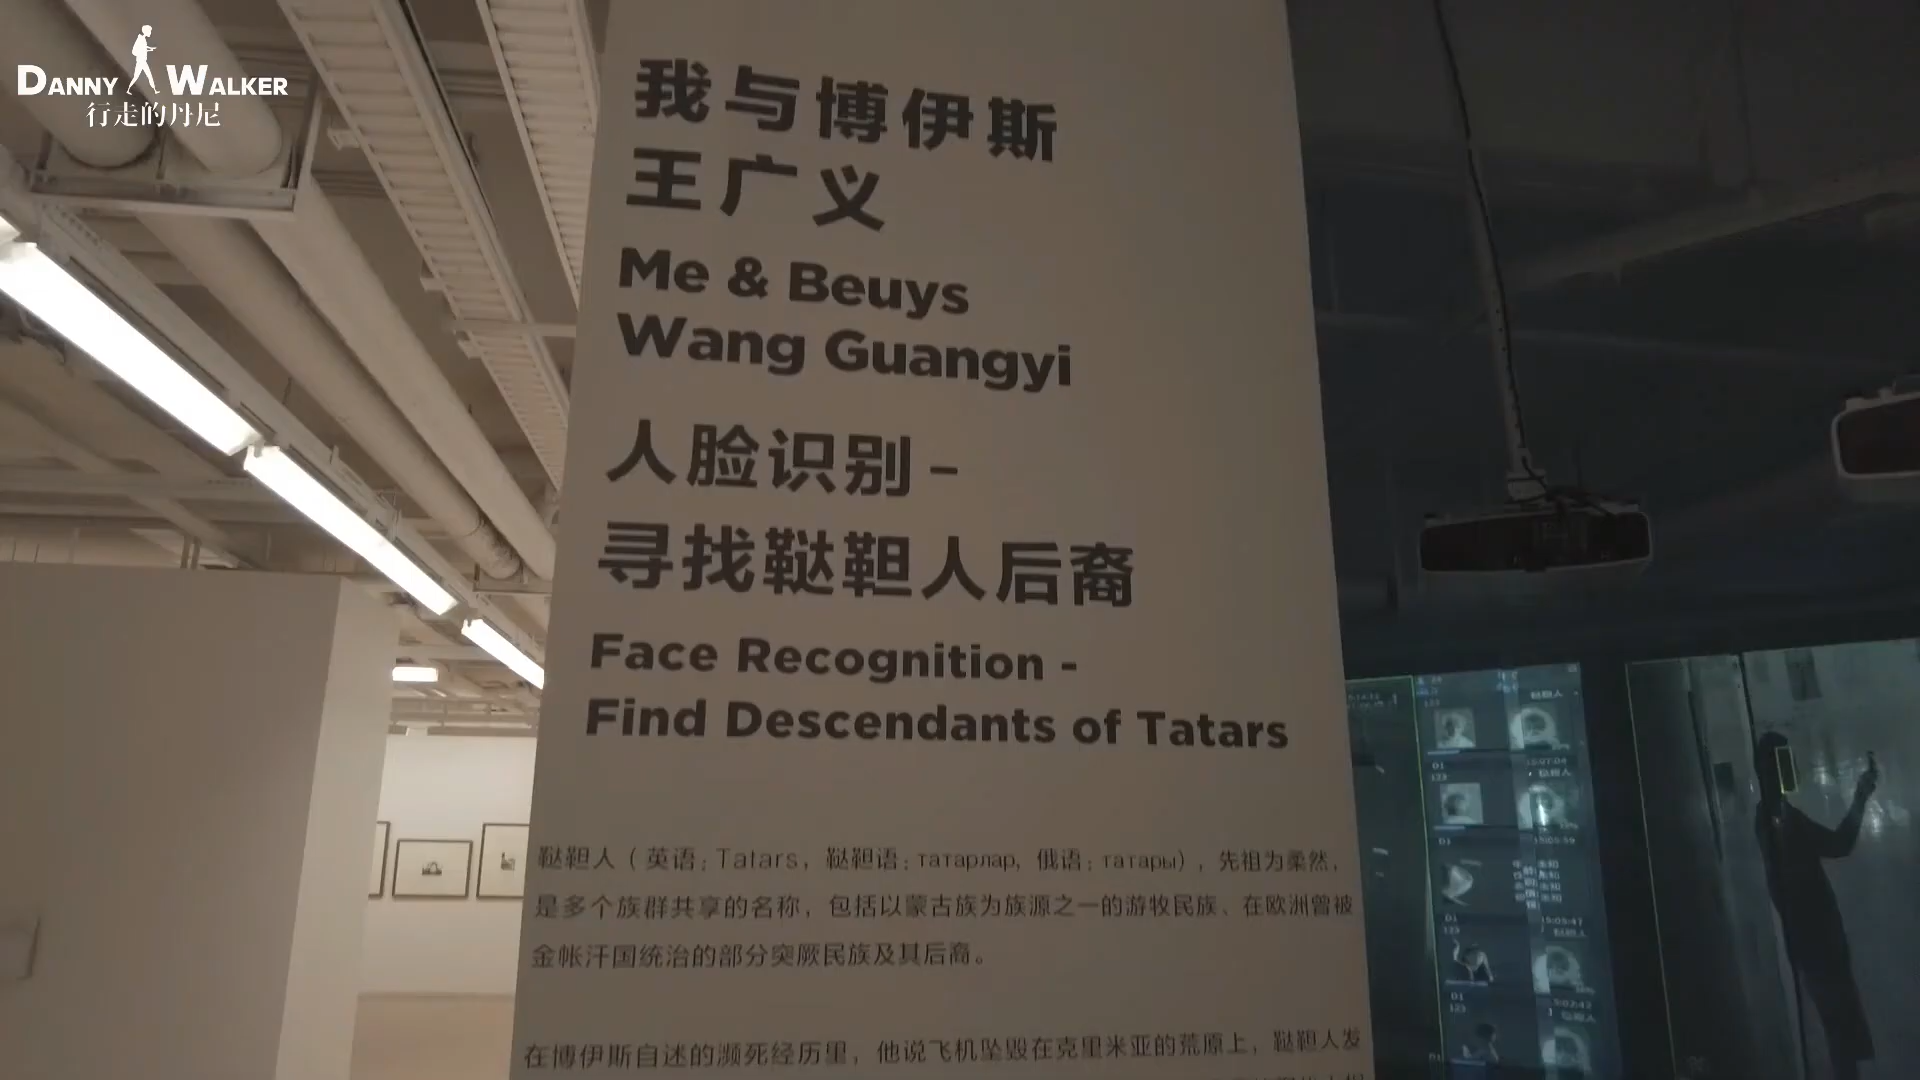 DANNY WALKER
行走的丹尼
我与博伊斯
王广义
Me & Beuys
Wang Guangyi
人脸识别 –
寻找鞑靼人后裔
Face Recognition -
Find Descendants of Tatars
鞑靼人（英语：Tatars，鞑靼语：татарлар, 俄语：татары），先祖为柔然，
是多个族群共享的名称，包括以蒙古族为族源之一的游牧民族、在欧洲曾被
金帐汗国统治的部分突厥民族及其后裔。
在博伊斯自述的濒死经历里，他说飞机坠毁在克里米亚的荒原上，鞑靼人发